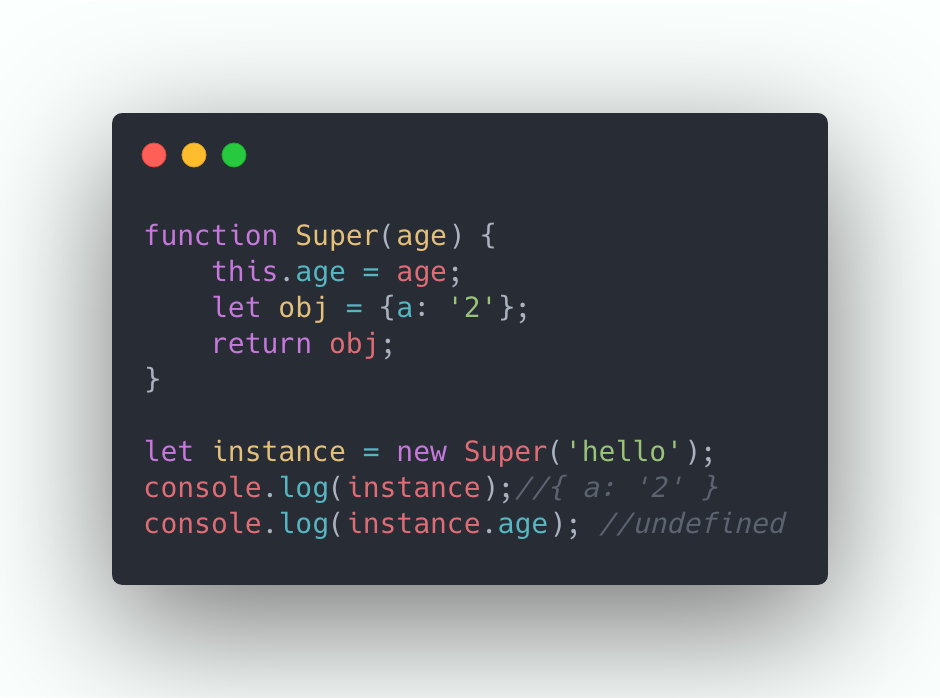 function Super(age) {
    this.age = age;
    let obj = {a: '2'};
    return obj;
}

let instance = new Super('hello');
console.log(instance);//{ a: '2' }
console.log(instance.age); //undefined